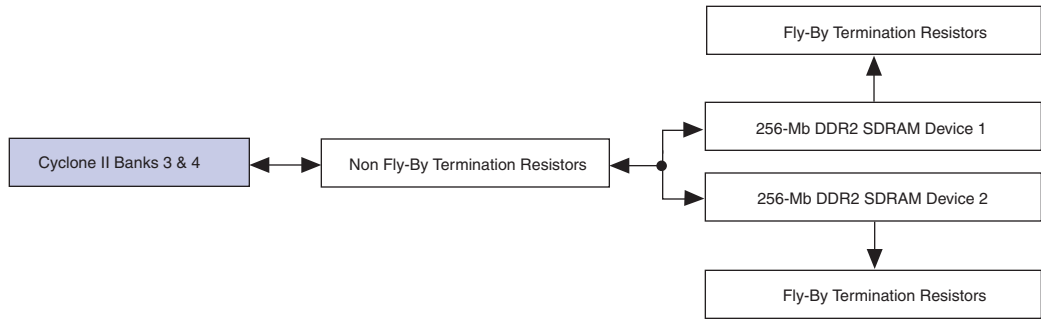 Fly-By Termination Resistors
256-Mb DDR2 SDRAM Device 1
Cyclone II Banks 3 & 4
Non Fly-By Termination Resistors
256-Mb DDR2 SDRAM Device 2
Fly-By Termination Resistors